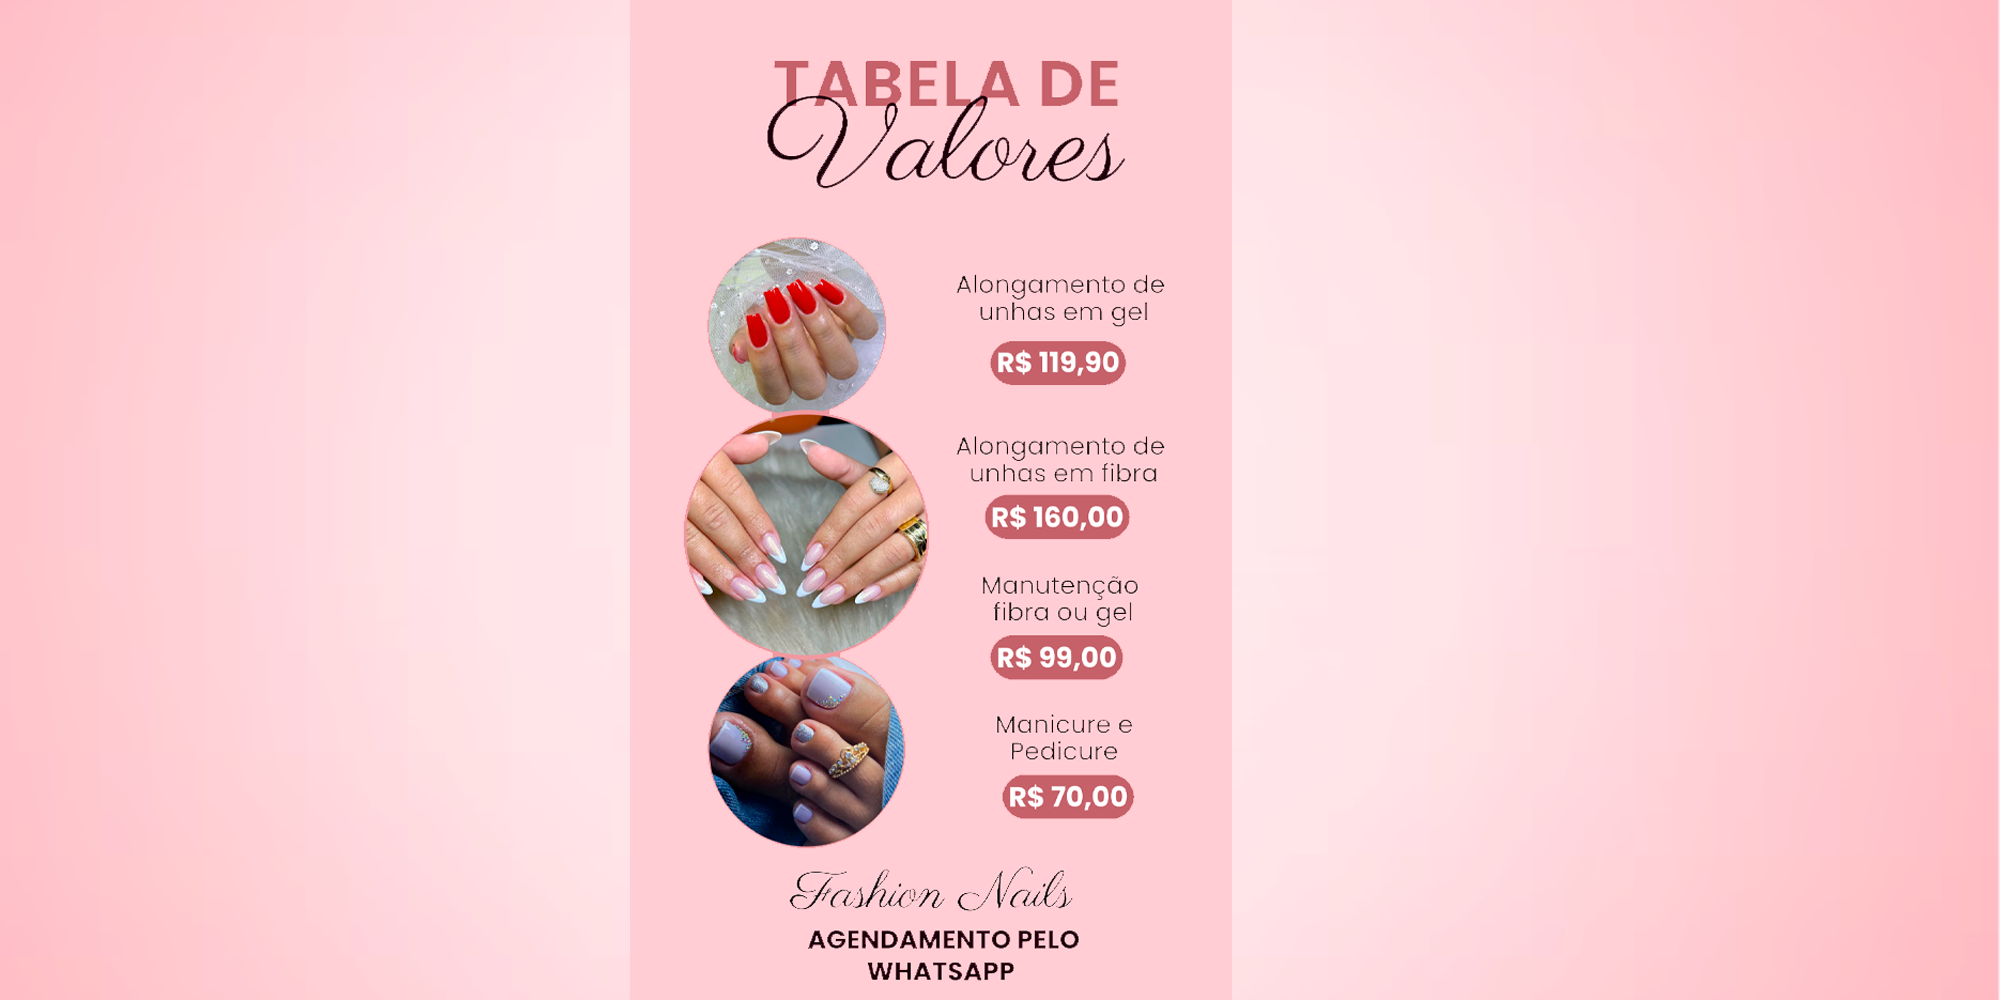 TABELA DE
Valores
Alongamento de
unhas em gel
R$ 119,90
Alongamento de
unhas em fibra
R$ 160,00
Manutenção
fibra ou gel
R$ 99,00
Manicure e
Pedicure
R$ 70,00
Fashion Nails
AGENDAMENTO PELO
WHATSAPP